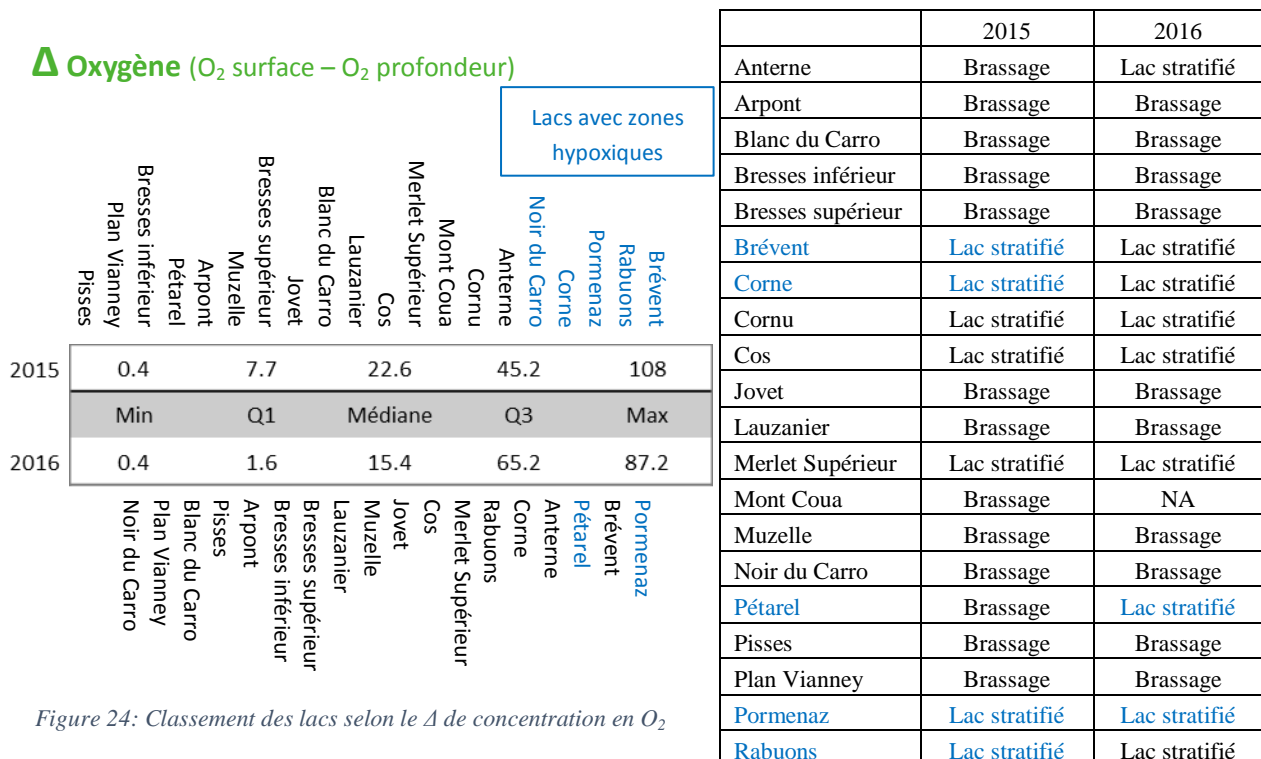 Δ Oxygène (O₂ surface – O₂ profondeur)
Lacs avec zones
hypoxiques
Pisses
Plan Vianney
Bresses inférieur
Pétarel
Arpont
Muzelle
Bresses supérieur
Jovet
Blanc du Carro
Lauzanier
Cos
Merlet Supérieur
Mont Coua
Cornu
Anterne
Noir du Carro
Corne
Pormenaz
Rabuons
Brévent
2015 0.4 7.7 22.6 45.2 108
Min Q1 Médiane Q3 Max
2016 0.4 1.6 15.4 65.2 87.2
Noir du Carro
Plan Vianney
Blanc du Carro
Pisses
Arpont
Bresses inférieur
Bresses supérieur
Lauzanier
Muzelle
Jovet
Cos
Merlet Supérieur
Rabuons
Corne
Anterne
Pétarel
Brévent
Pormenaz
Figure 24: Classement des lacs selon le Δ de concentration en O₂
2015 2016
Anterne Brassage Lac stratifié
Arpont Brassage Brassage
Blanc du Carro Brassage Brassage
Bresses inférieur Brassage Brassage
Bresses supérieur Brassage Brassage
Brévent Lac stratifié Lac stratifié
Corne Lac stratifié Lac stratifié
Cornu Lac stratifié Lac stratifié
Cos Lac stratifié Lac stratifié
Jovet Brassage Brassage
Lauzanier Brassage Brassage
Merlet Supérieur Lac stratifié Lac stratifié
Mont Coua Brassage NA
Muzelle Brassage Brassage
Noir du Carro Brassage Brassage
Pétarel Brassage Lac stratifié
Pisses Brassage Brassage
Plan Vianney Brassage Brassage
Pormenaz Lac stratifié Lac stratifié
Rabuons Lac stratifié Lac stratifié